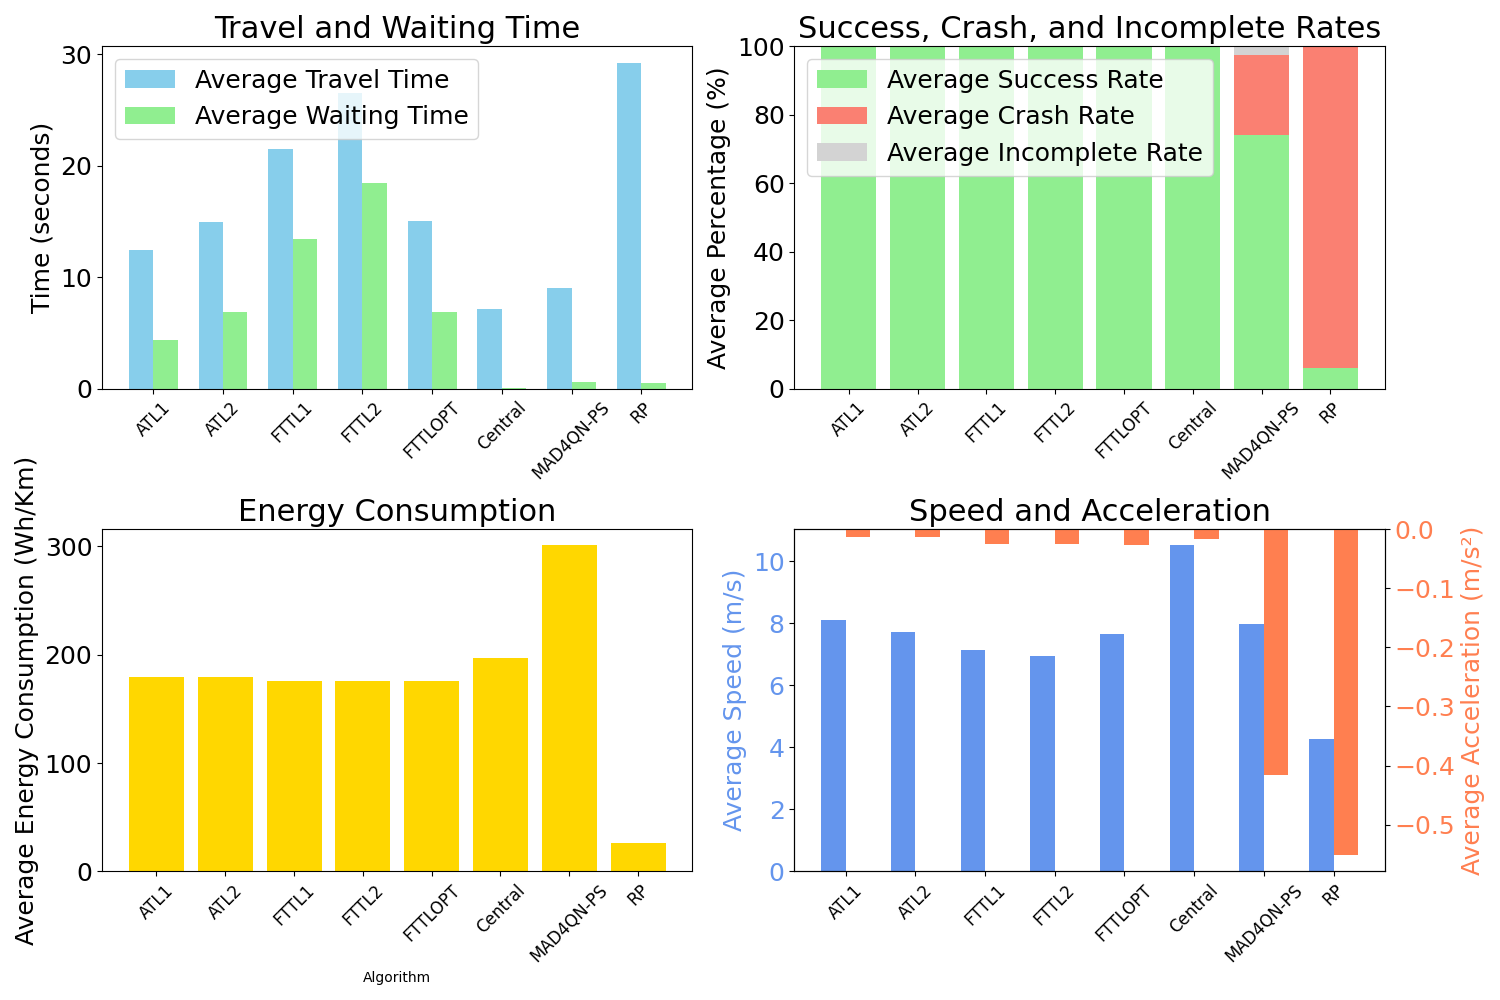 Travel and Waiting Time
Time (seconds)
30
20
10
0
Average Travel Time
Average Waiting Time
ATL1
ATL2
FTTL1
FTTL2
FTTLOPT
Central
MAD4QN-PS
RP
Success, Crash, and Incomplete Rates
Average Percentage (%)
100
80
60
40
20
0
Average Success Rate
Average Crash Rate
Average Incomplete Rate
ATL1
ATL2
FTTL1
FTTL2
FTTLOPT
Central
MAD4QN-PS
RP
Energy Consumption
Average Energy Consumption (Wh/Km)
300
200
100
0
ATL1
ATL2
FTTL1
FTTL2
FTTLOPT
Central
MAD4QN-PS
RP
Algorithm
Speed and Acceleration
Average Speed (m/s)
10
8
6
4
2
0
ATL1
ATL2
FTTL1
FTTL2
FTTLOPT
Central
MAD4QN-PS
RP
0.0
−0.1
−0.2
−0.3
−0.4
−0.5
Average Acceleration (m/s²)